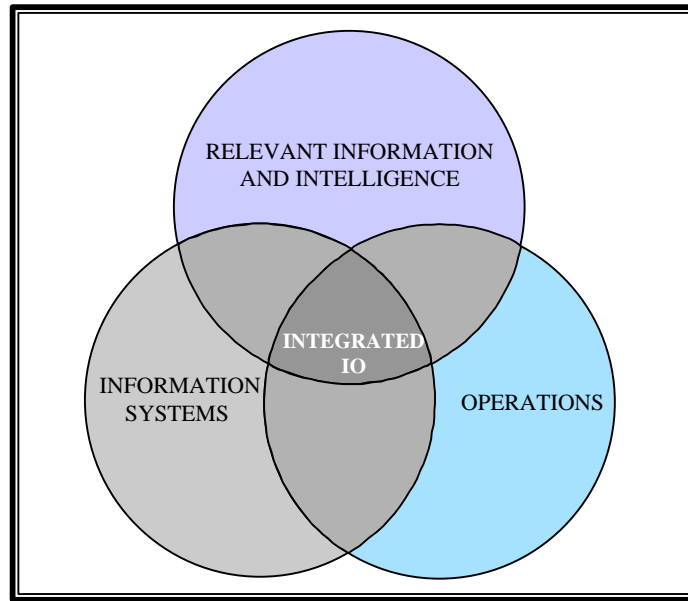 RELEVANT INFORMATION
AND INTELLIGENCE
INTEGRATED
IO
INFORMATION
SYSTEMS
OPERATIONS